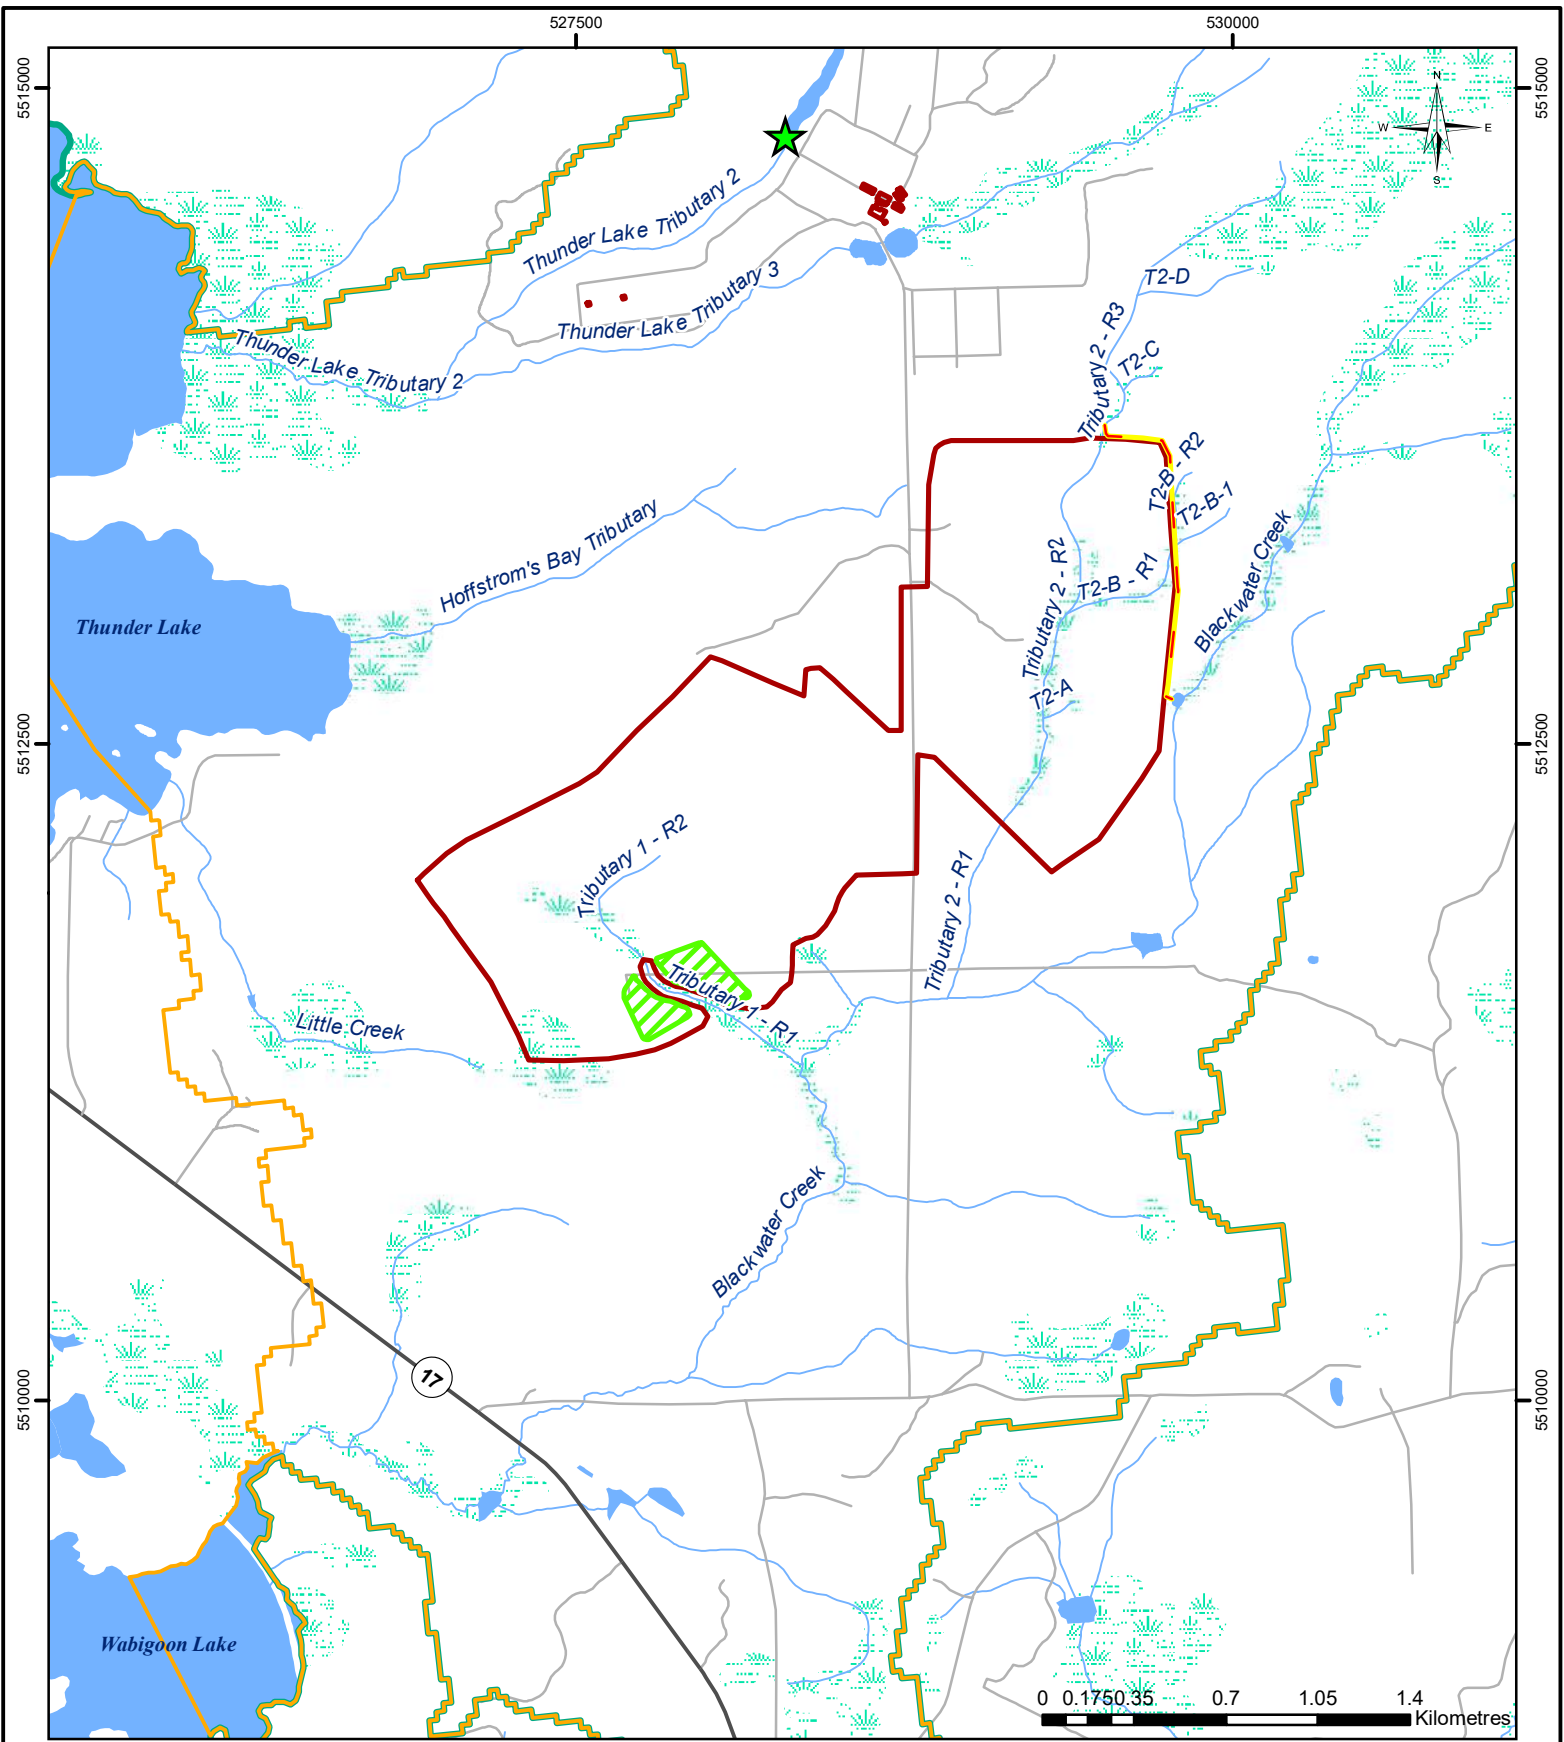 527500
530000
5515000
5515000
N
W
E
S
Thunder Lake Tributary 2
Thunder Lake Tributary 3
T2-D
Tributary 2 - R3
Thunder Lake Tributary 2
T2-C
T2-B - R2
T2-B-1
Hoffstrom's Bay Tributary
Tributary 2 - R2
T2-B - R1
Blackwater Creek
Thunder Lake
T2-A
5512500
5512500
Tributary 1 - R2
Tributary 2 - R1
Tributary 1 - R1
Little Creek
Blackwater Creek
17
5510000
5510000
Wabigoon Lake
0 0.175 0.35 0.7 1.05 1.4
Kilometres